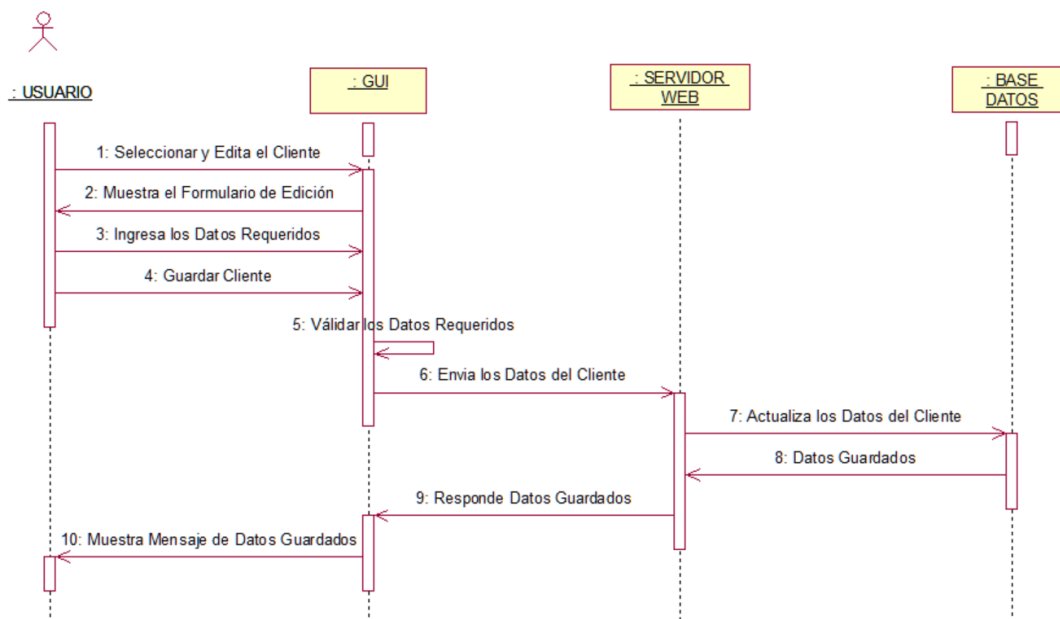 : USUARIO
: GUI
: SERVIDOR
WEB
: BASE
DATOS
1: Seleccionar y Edita el Cliente
2: Muestra el Formulario de Edición
3: Ingresa los Datos Requeridos
4: Guardar Cliente
5: Válidar los Datos Requeridos
6: Envia los Datos del Cliente
7: Actualiza los Datos del Cliente
8: Datos Guardados
9: Responde Datos Guardados
10: Muestra Mensaje de Datos Guardados